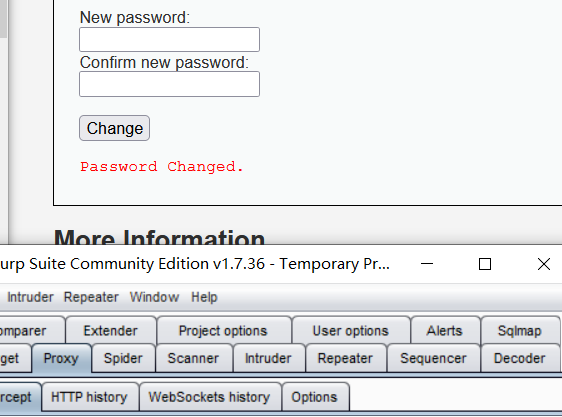 New password:
Confirm new password:
Change
Password Changed.
More Information
urp Suite Community Edition v1.7.36 - Temporary Pr...
Intruder Repeater Window Help
omparer Extender Project options User options Alerts Sqlmap
get Proxy Spider Scanner Intruder Repeater Sequencer Decoder
rcept HTTP history WebSockets history Options